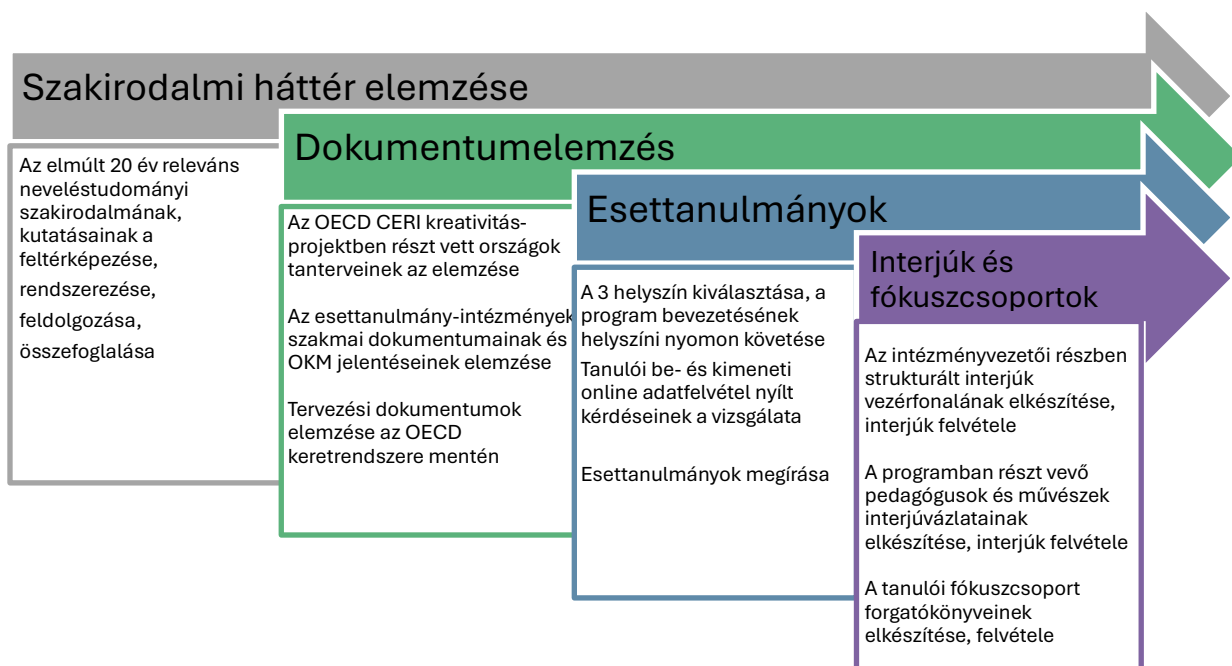 Szakirodalmi háttér elemzése
Az elmúlt 20 év releváns
neveléstudományi
szakirodalmának,
kutatásainak a
feltérképezése,
rendszerezése,
feldolgozása,
összefoglalása
Dokumentumelemzés
Az OECD CERI kreativitás-
projektben részt vett országok
tanterveinek az elemzése
Az esettanulmány-intézmények
szakmai dokumentumainak és
OKM jelentéseinek elemzése
Tervezési dokumentumok
elemzése az OECD
keretrendszere mentén
Esettanulmányok
A 3 helyszín kiválasztása, a
program bevezetésének
helyszíni nyomon követése
Tanulói be- és kimeneti
online adatfelvétel nyílt
kérdéseinek a vizsgálata
Esettanulmányok megírása
Interjúk és
fókuszcsoportok
Az intézményvezetői részben
strukturált interjúk
vezérfonalának elkészítése,
interjúk felvétele
A programban részt vevő
pedagógusok és művészek
interjúvázlatainak
elkészítése, interjúk felvétele
A tanulói fókuszcsoport
forgatókönyveinek
elkészítése, felvétele